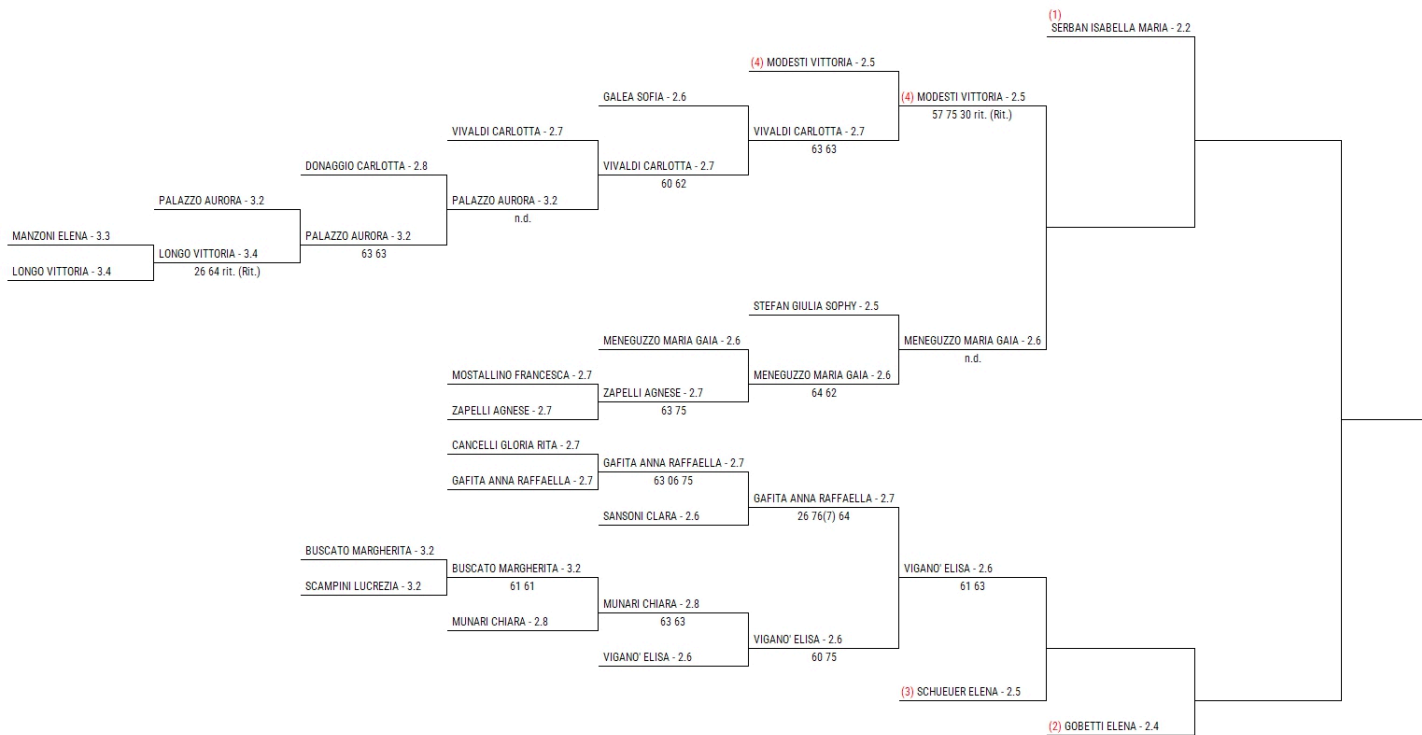 (1)
SERBAN ISABELLA MARIA - 2.2
(4) MODESTI VITTORIA - 2.5
GALEA SOFIA - 2.6
(4) MODESTI VITTORIA - 2.5
57 75 30 rit. (Rit.)
VIVALDI CARLOTTA - 2.7
VIVALDI CARLOTTA - 2.7
63 63
DONAGGIO CARLOTTA - 2.8
VIVALDI CARLOTTA - 2.7
60 62
PALAZZO AURORA - 3.2
PALAZZO AURORA - 3.2
n.d.
MANZONI ELENA - 3.3
PALAZZO AURORA - 3.2
63 63
LONGO VITTORIA - 3.4
26 64 rit. (Rit.)
LONGO VITTORIA - 3.4
STEFAN GIULIA SOPHY - 2.5
MENEGUZZO MARIA GAIA - 2.6
MENEGUZZO MARIA GAIA - 2.6
n.d.
MOSTALLINO FRANCESCA - 2.7
MENEGUZZO MARIA GAIA - 2.6
64 62
ZAPELLI AGNESE - 2.7
63 75
ZAPELLI AGNESE - 2.7
CANCELLI GLORIA RITA - 2.7
GAFITA ANNA RAFFAELLA - 2.7
63 06 75
GAFITA ANNA RAFFAELLA - 2.7
GAFITA ANNA RAFFAELLA - 2.7
26 76(7) 64
SANSONI CLARA - 2.6
BUSCATO MARGHERITA - 3.2
BUSCATO MARGHERITA - 3.2
61 61
VIGANO' ELISA - 2.6
61 63
SCAMPINI LUCREZIA - 3.2
MUNARI CHIARA - 2.8
63 63
MUNARI CHIARA - 2.8
VIGANO' ELISA - 2.6
60 75
VIGANO' ELISA - 2.6
(3) SCHUEUER ELENA - 2.5
(2) GOBETTI ELENA - 2.4